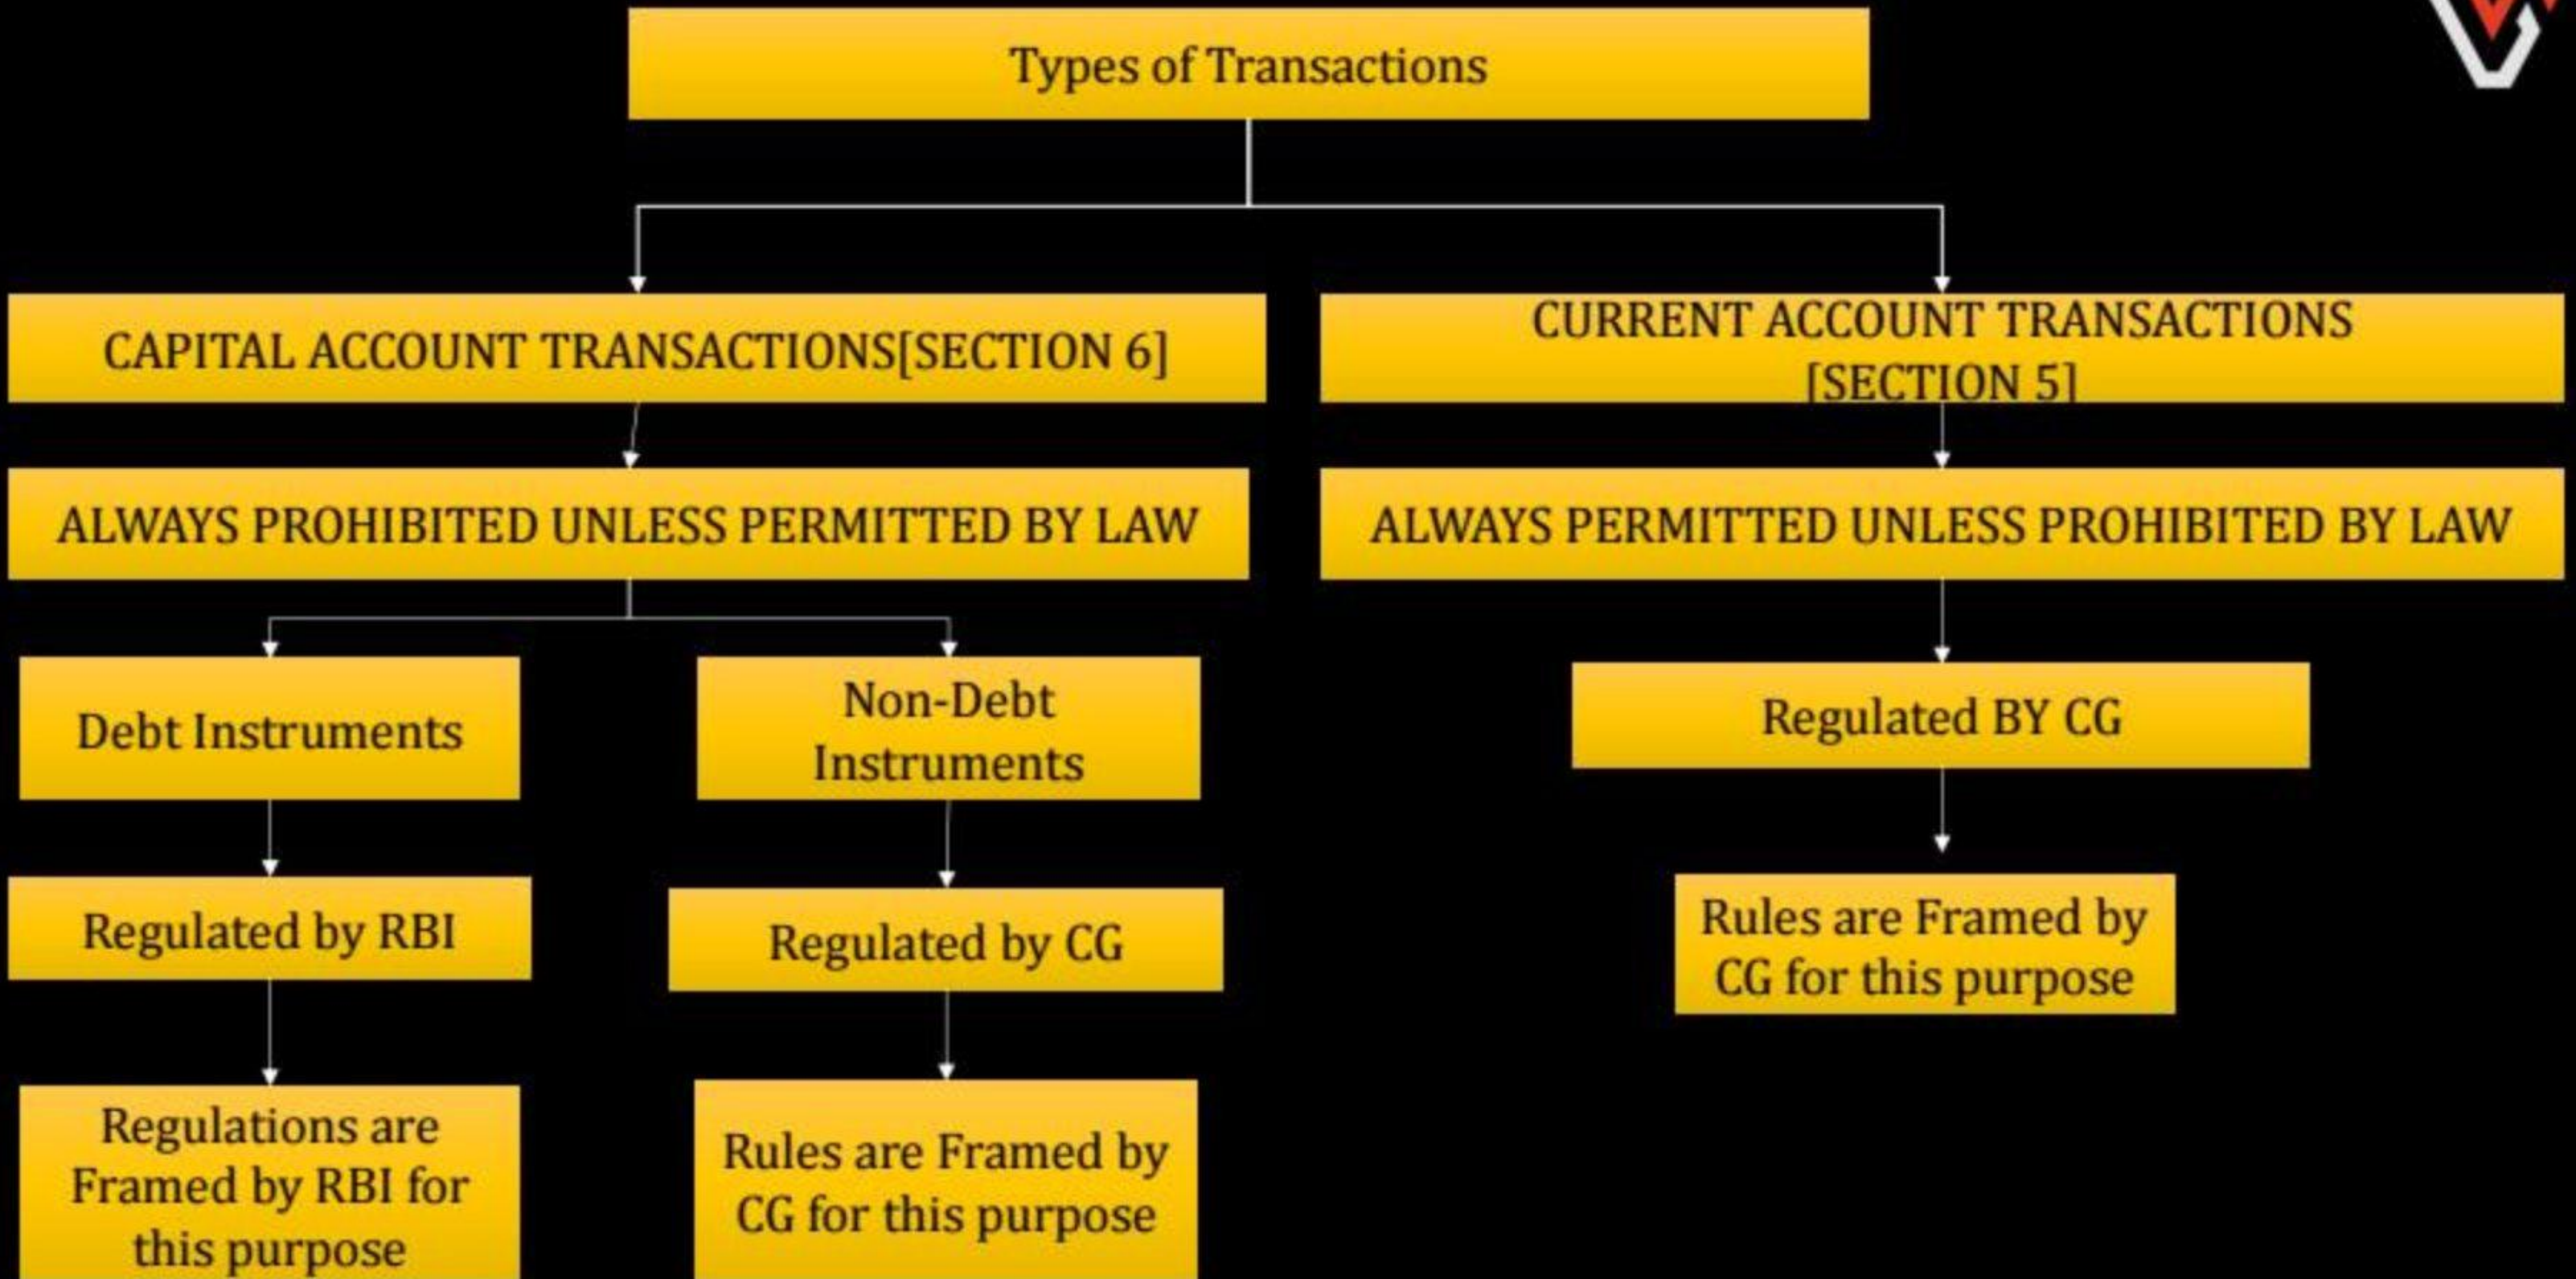 Types of Transactions
CAPITAL ACCOUNT TRANSACTIONS[SECTION 6]
CURRENT ACCOUNT TRANSACTIONS
[SECTION 5]
ALWAYS PROHIBITED UNLESS PERMITTED BY LAW
ALWAYS PERMITTED UNLESS PROHIBITED BY LAW
Debt Instruments
Non-Debt
Instruments
Regulated BY CG
Regulated by RBI
Regulated by CG
Rules are Framed by
CG for this purpose
Regulations are
Framed by RBI for
this purpose
Rules are Framed by
CG for this purpose